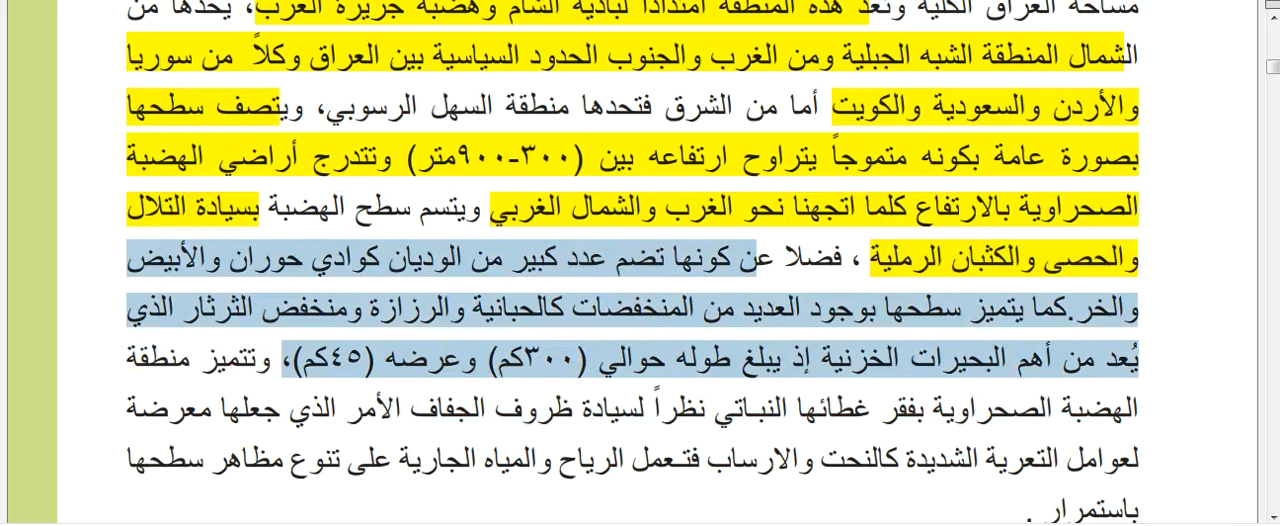 مساحة العراق الكلية وتعد هذه المنطقة امتداداً لبادية الشام وهضبة جزيرة العرب، يحدها من
الشمال المنطقة الشبه الجبلية ومن الغرب والجنوب الحدود السياسية بين العراق وكلاً من سوريا
والأردن والسعودية والكويت أما من الشرق فتحدها منطقة السهل الرسوبي، ويتصف سطحها
بصورة عامة بكونه متموجاً يتراوح ارتفاعه بين (٣٠٠-٩٠٠متر) وتتدرج أراضي الهضبة
الصحراوية بالارتفاع كلما اتجهنا نحو الغرب والشمال الغربي ويتسم سطح الهضبة بسيادة التلال
والحصى والكثبان الرملية ، فضلا عن كونها تضم عدد كبير من الوديان كوادي حوران والأبيض
والخر.كما يتميز سطحها بوجود العديد من المنخفضات كالحبانية والرزازة ومنخفض الثرثار الذي
يُعد من أهم البحيرات الخزنية إذ يبلغ طوله حوالي (٣٠٠كم) وعرضه (٤٥كم)، وتتميز منطقة
الهضبة الصحراوية بفقر غطائها النبـاتي نظراً لسيادة ظروف الجفاف الأمر الذي جعلها معرضة
لعوامل التعرية الشديدة كالنحت والارساب فتـعمل الرياح والمياه الجارية على تنوع مظاهر سطحها
باستمرار .